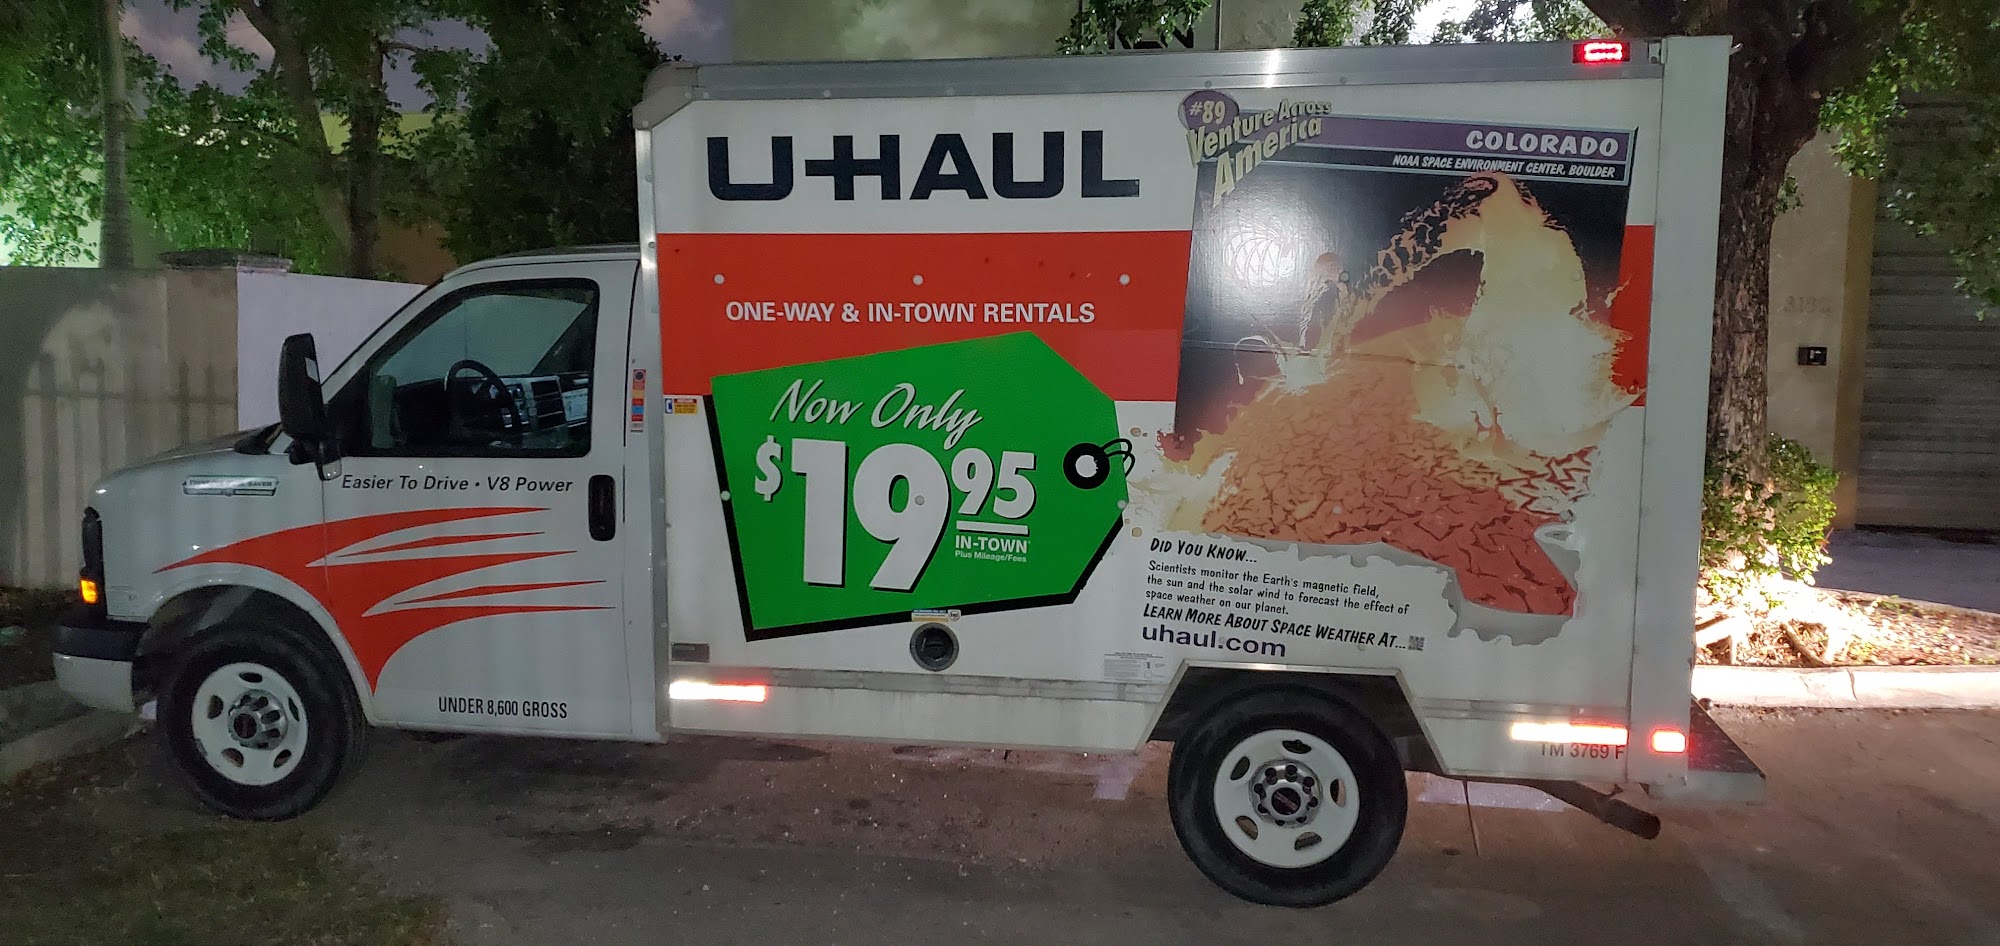 U-HAUL
ONE-WAY & IN-TOWN RENTALS
Now Only
$19 95
IN-TOWN
Plus Mileage/Fees
#89
Venture Across
America
COLORADO
NOAA SPACE ENVIRONMENT CENTER, BOULDER
DID YOU KNOW...
Scientists monitor the Earth's magnetic field,
the sun and the solar wind to forecast the effect of
space weather on our planet.
LEARN MORE ABOUT SPACE WEATHER AT...
uhaul.com
Easier To Drive • V8 Power
UNDER 8,600 GROSS
TM 3769 F